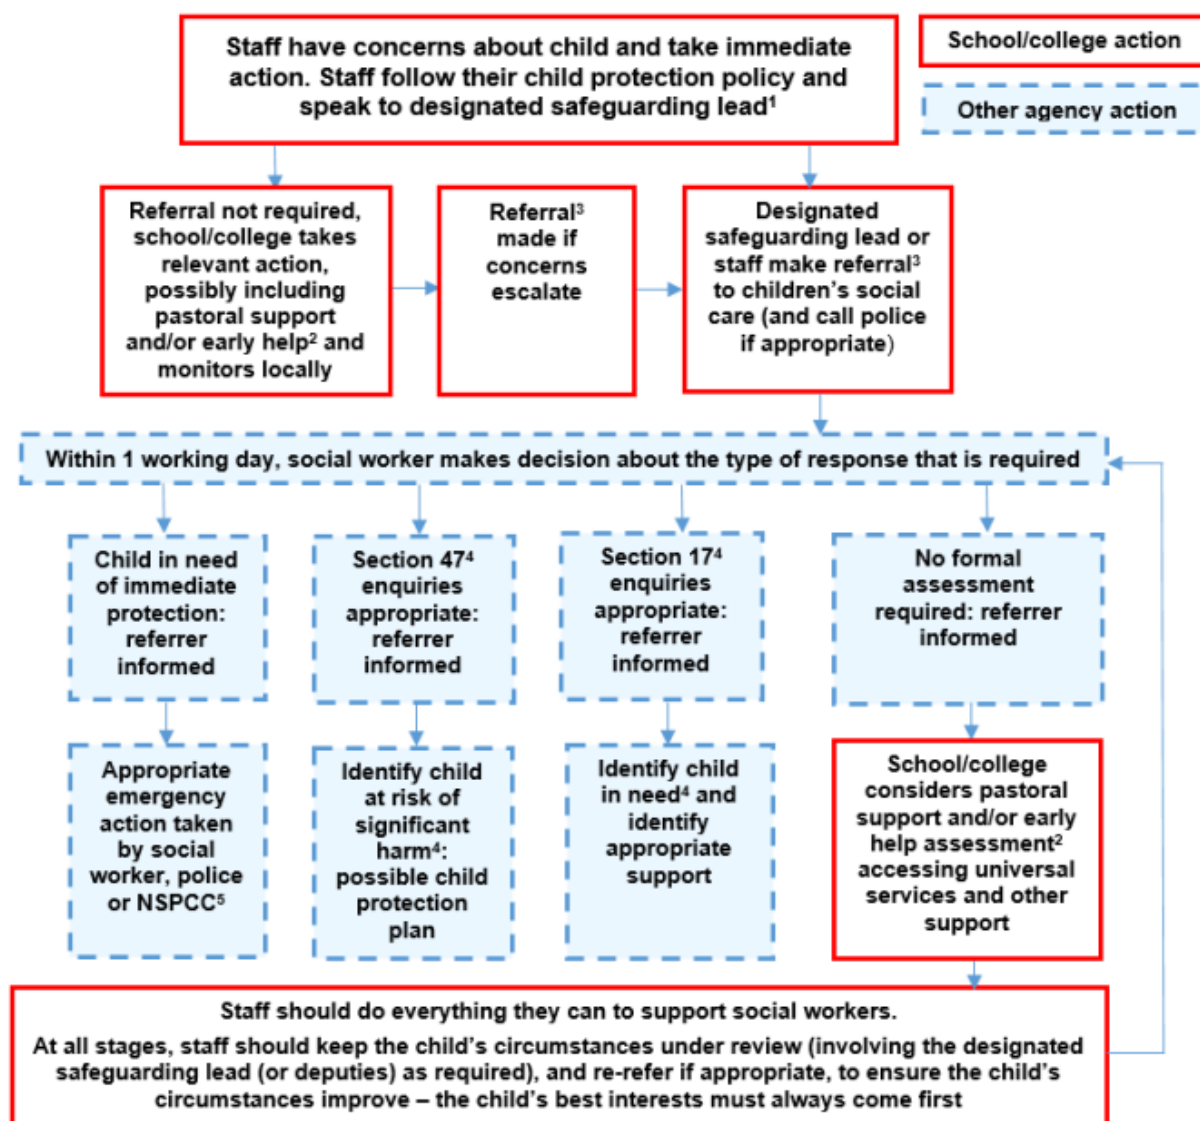 Staff have concerns about child and take immediate
action. Staff follow their child protection policy and
speak to designated safeguarding lead¹
School/college action
Other agency action
Referral not required,
school/college takes
relevant action,
possibly including
pastoral support
and/or early help² and
monitors locally
Referral³
made if
concerns
escalate
Designated
safeguarding lead or
staff make referral³
to children’s social
care (and call police
if appropriate)
Within 1 working day, social worker makes decision about the type of response that is required
Child in need
of immediate
protection:
referrer
informed
Section 47⁴
enquiries
appropriate:
referrer
informed
Section 17⁴
enquiries
appropriate:
referrer
informed
No formal
assessment
required: referrer
informed
Appropriate
emergency
action taken
by social
worker, police
or NSPCC⁵
Identify child
at risk of
significant
harm⁴:
possible child
protection
plan
Identify child
in need⁴ and
identify
appropriate
support
School/college
considers pastoral
support and/or early
help assessment²
accessing universal
services and other
support
Staff should do everything they can to support social workers.
At all stages, staff should keep the child’s circumstances under review (involving the designated
safeguarding lead (or deputies) as required), and re-refer if appropriate, to ensure the child’s
circumstances improve – the child’s best interests must always come first